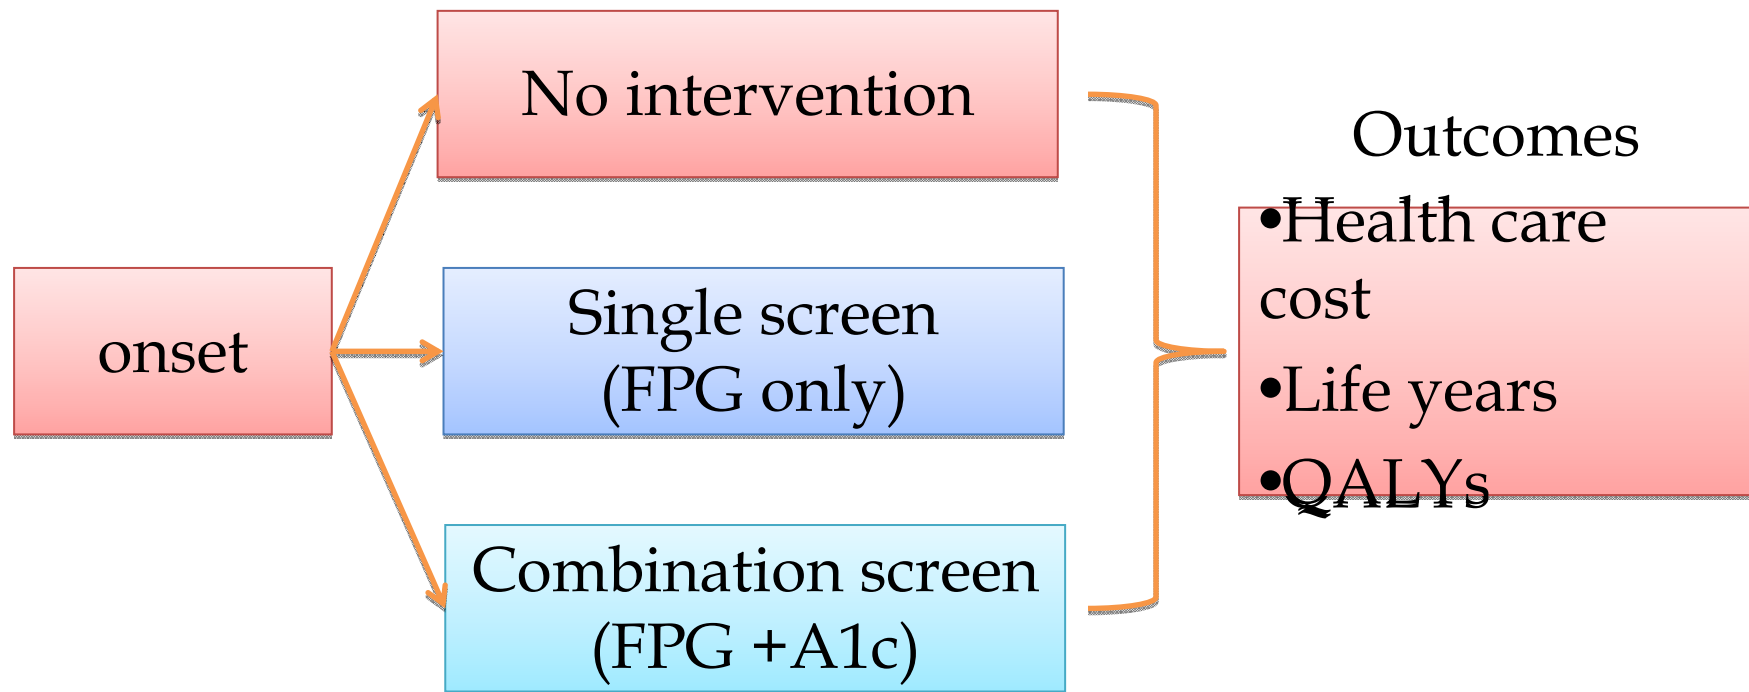 No intervention
onset
Single screen
(FPG only)
Combination screen
(FPG +A1c)
Outcomes
•Health care
cost
•Life years
•QALYs